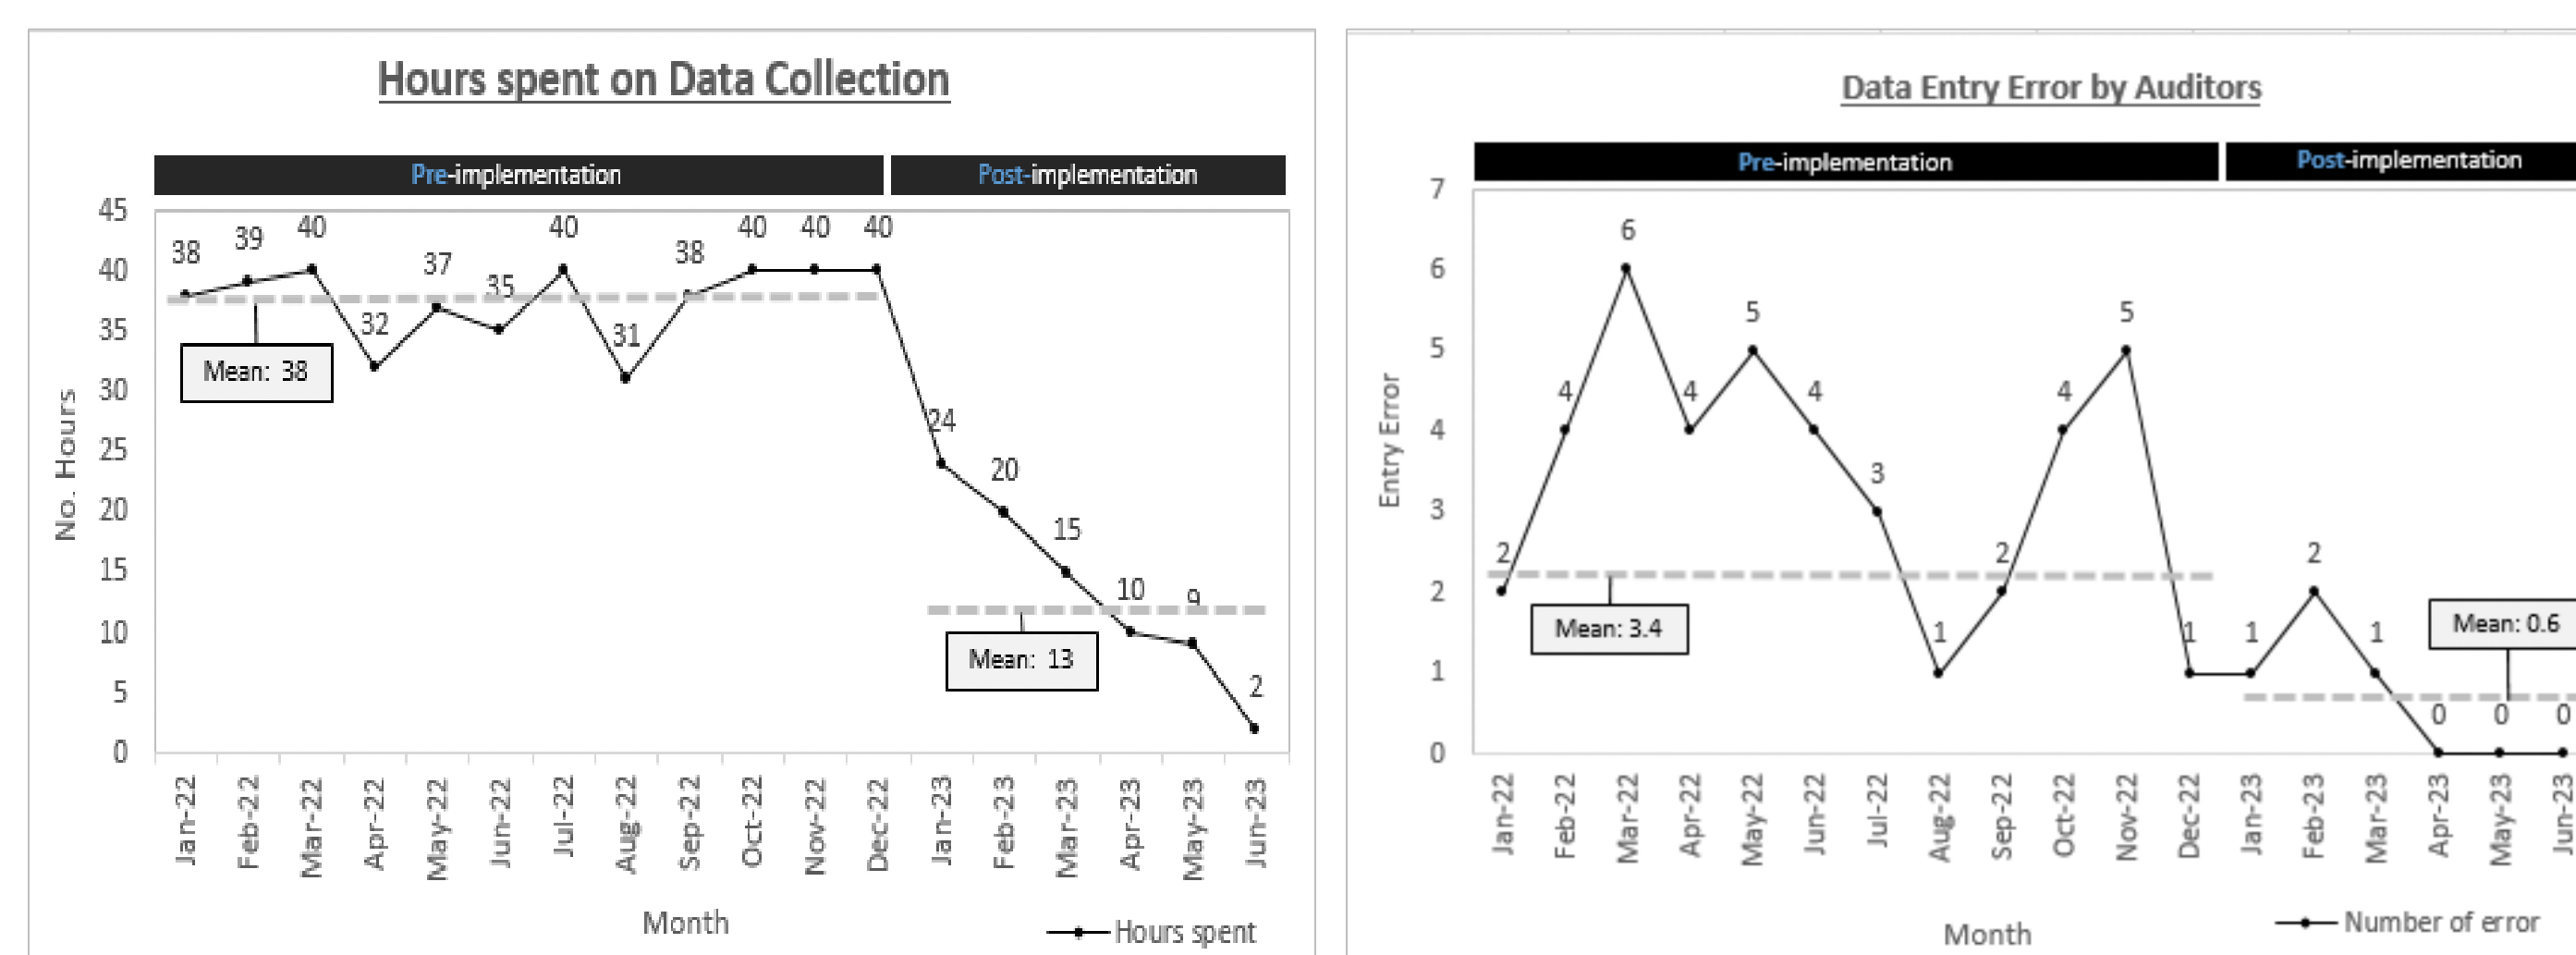 Hours spent on Data Collection
Pre-implementation
Post-implementation
45
40
35
30
25
20
15
10
5
0
No. Hours
38
39
40
32
37
35
40
31
38
40
40
40
24
20
15
10
9
2
Mean: 38
Mean: 13
Jan-22
Feb-22
Mar-22
Apr-22
May-22
Jun-22
Jul-22
Aug-22
Sep-22
Oct-22
Nov-22
Dec-22
Jan-23
Feb-23
Mar-23
Apr-23
May-23
Jun-23
Month
Hours spent
Data Entry Error by Auditors
Pre-implementation
Post-implementation
7
6
5
4
3
2
1
0
Entry Error
2
4
6
4
5
4
3
1
2
4
5
1
1
2
1
0
0
0
Mean: 3.4
Mean: 0.6
Jan-22
Feb-22
Mar-22
Apr-22
May-22
Jun-22
Jul-22
Aug-22
Sep-22
Oct-22
Nov-22
Dec-22
Jan-23
Feb-23
Mar-23
Apr-23
May-23
Jun-23
Month
Number of error